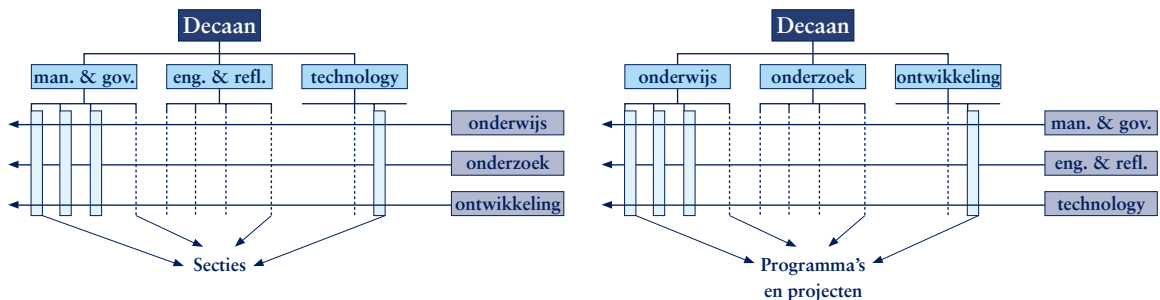 Decaan
man. & gov.
eng. & refl.
technology
onderwijs
onderzoek
ontwikkeling
Secties
Decaan
onderwijs
onderzoek
ontwikkeling
man. & gov.
eng. & refl.
technology
Programma's
en projecten